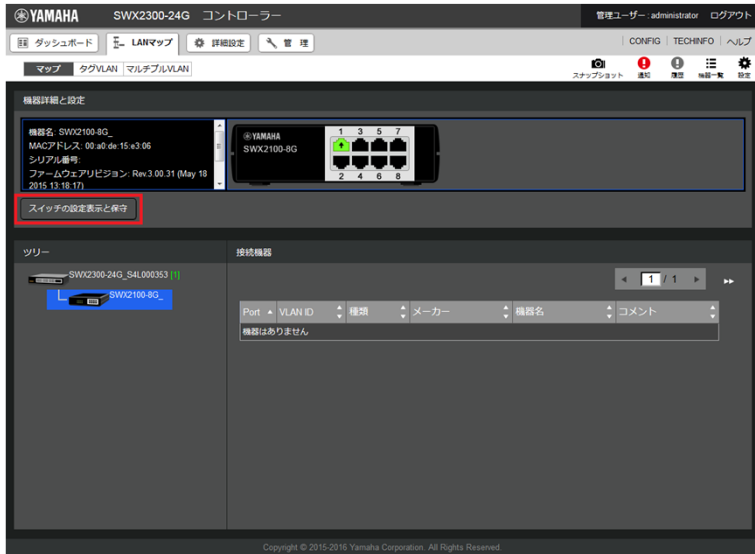 YAMAHA SWX2300-24G コントローラー 管理ユーザー : administrator ログアウト
ダッシュボード LANマップ 詳細設定 管 理 CONFIG TECHINFO ヘルプ
マップ タグVLAN マルチプルVLAN スナップショット 通知 履歴 機器一覧 設定
機器詳細と設定
機器名: SWX2100-8G_
MACアドレス: 00:a0:de:15:e3:06
シリアル番号:
ファームウェアリビジョン: Rev.3.00.31 (May 18
2015 13:18:17)
YAMAHA
SWX2100-8G
1 3 5 7
2 4 6 8
スイッチの設定表示と保守
ツリー
SWX2300-24G_S4L000353 [1]
SWX2100-8G_
接続機器
1 / 1
Port VLAN ID 種類 メーカー 機器名 コメント
機器はありません
Copyright © 2015-2016 Yamaha Corporation. All Rights Reserved.